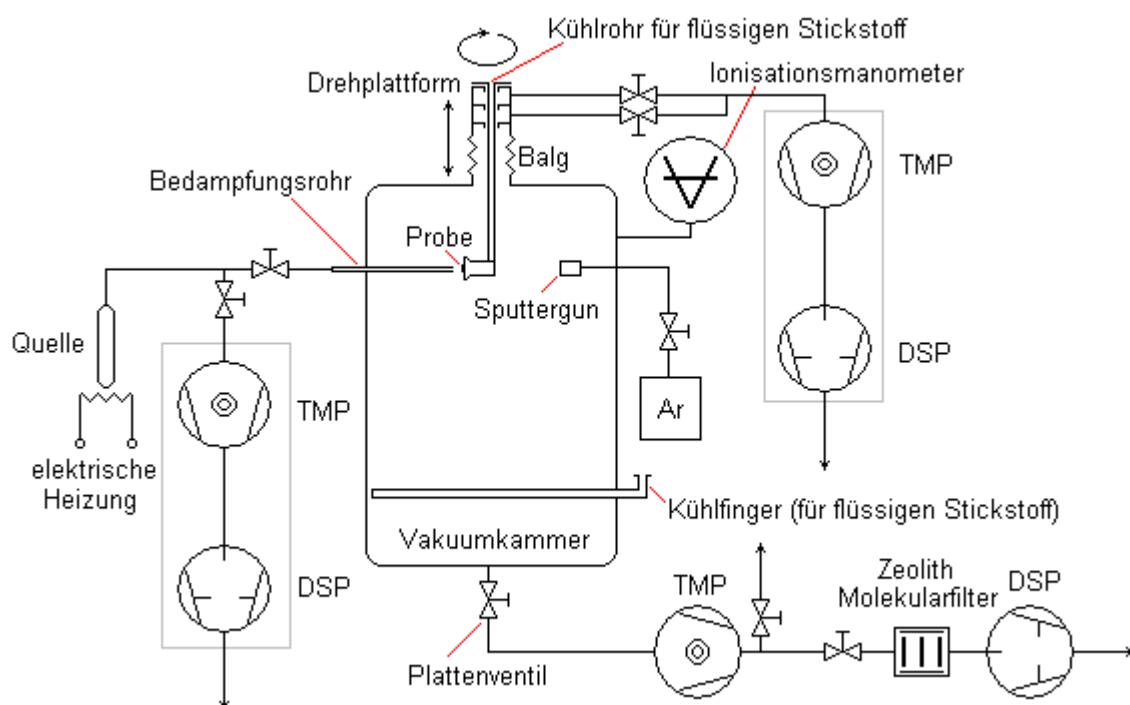 Kühlrohr für flüssigen Stickstoff
Drehplattform
Ionisationsmanometer
Balg
TMP
Bedampfungsrohr
Probe
Sputtergun
Quelle
DSP
TMP
Ar
elektrische
Heizung
Kühlfinger (für flüssigen Stickstoff)
Vakuumkammer
DSP
TMP
Zeolith
Molekularfilter
DSP
Plattenventil